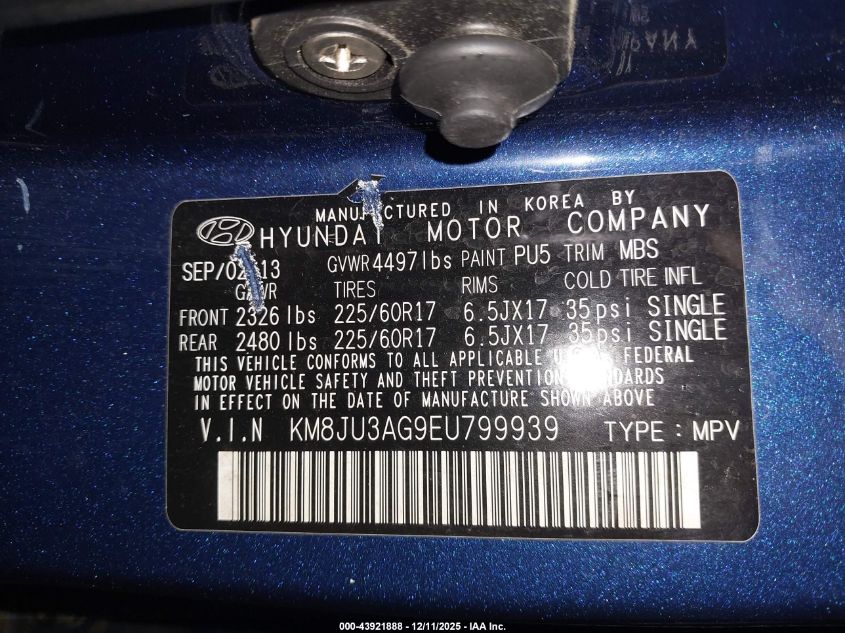 MANUFACTURED IN KOREA BY
HYUNDAI MOTOR COMPANY
SEP/02/13 GVWR 4497lbs PAINT PU5 TRIM MBS
GAWR TIRES RIMS COLD TIRE INFL
FRONT 2326 lbs 225/60R17 6.5JX17 35psi SINGLE
REAR 2480 lbs 225/60R17 6.5JX17 35psi SINGLE
THIS VEHICLE CONFORMS TO ALL APPLICABLE U.S. FEDERAL
MOTOR VEHICLE SAFETY AND THEFT PREVENTION STANDARDS
IN EFFECT ON THE DATE OF MANUFACTURE SHOWN ABOVE
V.I.N KM8JU3AG9EU799939 TYPE : MPV
000-43921888 - 12/11/2025 - IAA Inc.